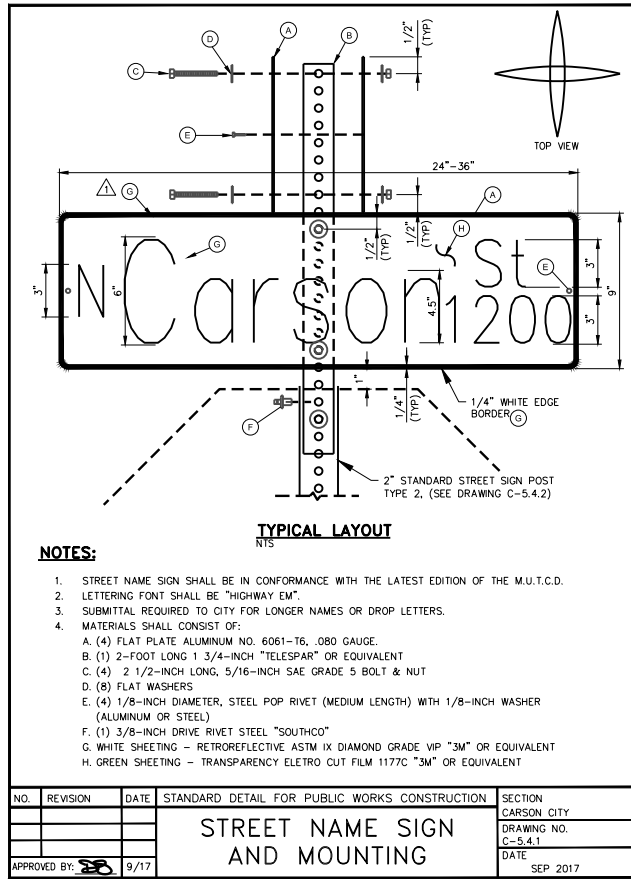 A
B
1/2"
(TYP)
D
C
E
TOP VIEW
24"-36"
1
G
A
H
G
1/2"
(TYP)
1/2"
(TYP)
N Carson St
1200
3"
6"
4.5"
3"
E
3"
9"
1"
1/4"
(TYP)
F
1/4" WHITE EDGE
BORDER G
2" STANDARD STREET SIGN POST
TYPE 2, (SEE DRAWING C-5.4.2)
TYPICAL LAYOUT
NTS
NOTES:
1. STREET NAME SIGN SHALL BE IN CONFORMANCE WITH THE LATEST EDITION OF THE M.U.T.C.D.
2. LETTERING FONT SHALL BE "HIGHWAY EM".
3. SUBMITTAL REQUIRED TO CITY FOR LONGER NAMES OR DROP LETTERS.
4. MATERIALS SHALL CONSIST OF:
A. (4) FLAT PLATE ALUMINUM NO. 6061-T6, .080 GAUGE.
B. (1) 2-FOOT LONG 1 3/4-INCH "TELESPAR" OR EQUIVALENT
C. (4) 2 1/2-INCH LONG, 5/16-INCH SAE GRADE 5 BOLT & NUT
D. (8) FLAT WASHERS
E. (4) 1/8-INCH DIAMETER, STEEL POP RIVET (MEDIUM LENGTH) WITH 1/8-INCH WASHER
(ALUMINUM OR STEEL)
F. (1) 3/8-INCH DRIVE RIVET STEEL "SOUTHCO"
G. WHITE SHEETING - RETROREFLECTIVE ASTM IX DIAMOND GRADE VIP "3M" OR EQUIVALENT
H. GREEN SHEETING - TRANSPARENCY ELETRO CUT FILM 1177C "3M" OR EQUIVALENT
NO. REVISION DATE
STANDARD DETAIL FOR PUBLIC WORKS CONSTRUCTION
STREET NAME SIGN
AND MOUNTING
SECTION
CARSON CITY
DRAWING NO.
C-5.4.1
DATE
SEP 2017
APPROVED BY: 9/17